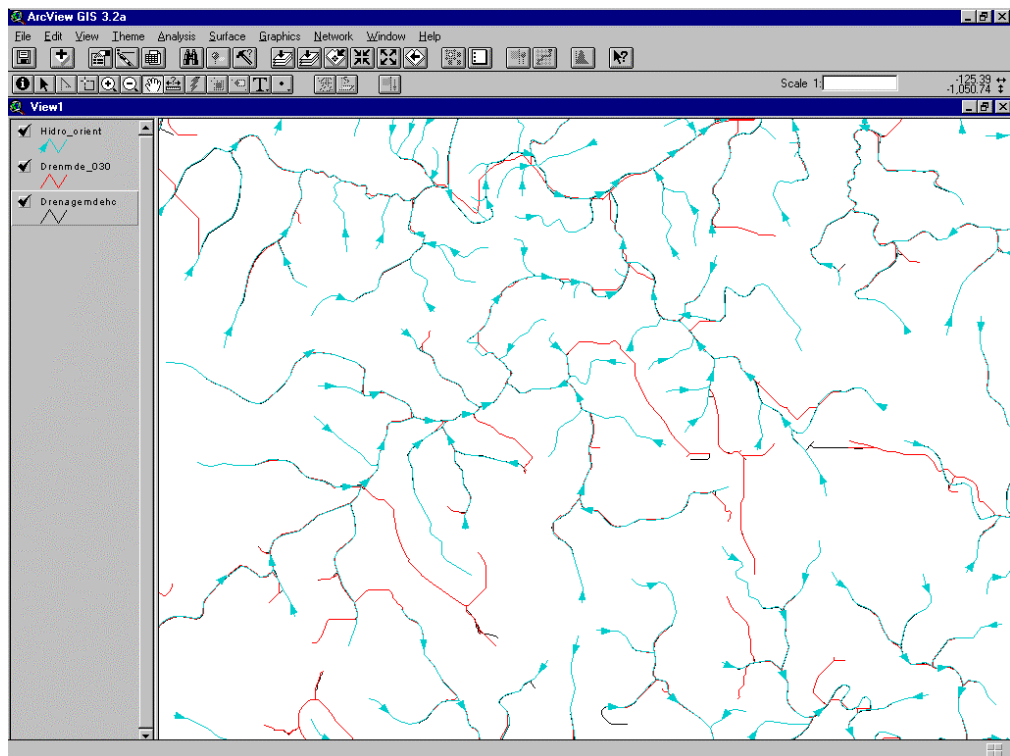 ArcView GIS 3.2a
File Edit View Theme Analysis Surface Graphics Network Window Help
Scale 1: -125.39
-1,050.74
View1
Hidro_orient
Drenmde_030
Drenagemdehc